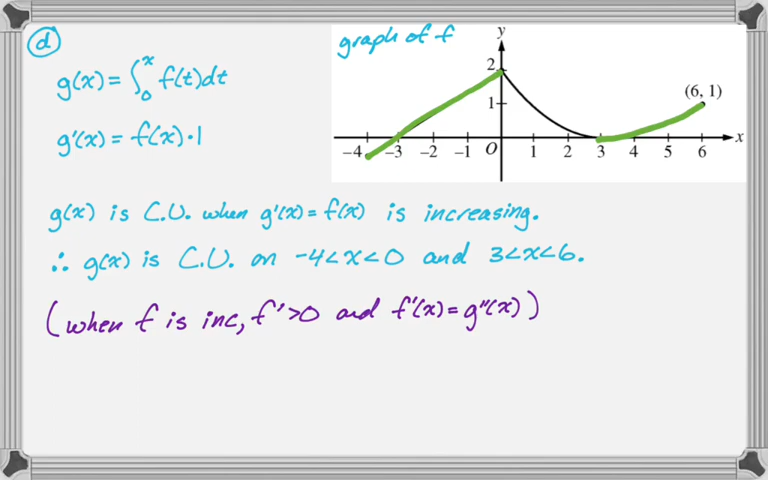 (d)
graph of f
g(x) = ∫₀ˣ f(t)dt
g'(x) = f(x)·1
y
2
1
(6, 1)
−4 −3 −2 −1 O 1 2 3 4 5 6 x
g(x) is C.U. when g'(x) = f(x) is increasing.
∴ g(x) is C.U. on -4<x<0 and 3<x<6.
(when f is inc, f'>0 and f'(x) = g"(x))